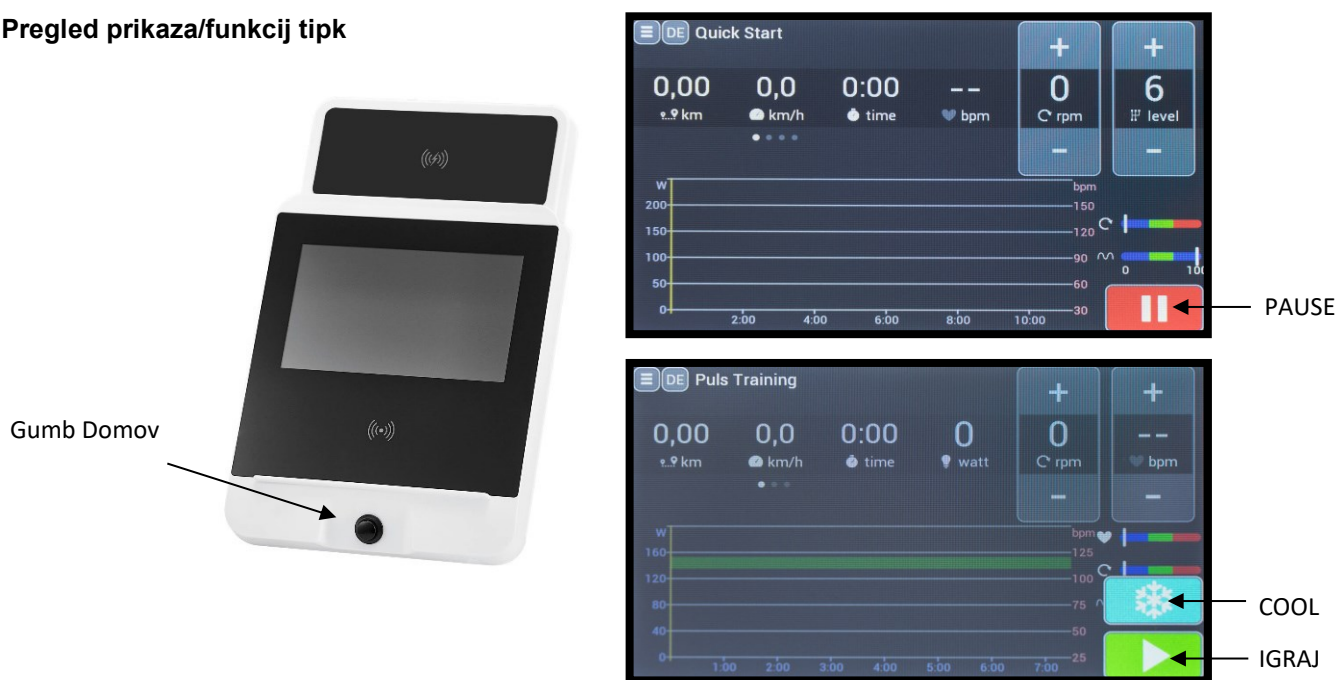 Pregled prikaza/funkcij tipk
DE Quick Start
+ +
0,00 0,0 0:00 -- 0 6
km km/h time bpm rpm level
- -
W bpm
200 150
150 120
100 90
0 100
50 60
0 30
2:00 4:00 6:00 8:00 10:00
PAUSE
DE Puls Training
+ +
0,00 0,0 0:00 0 0 --
km km/h time watt rpm bpm
- -
Gumb Domov
W bpm
160 125
120 100
80 75
COOL
40 50
0 25
1:00 2:00 3:00 4:00 5:00 6:00 7:00
IGRAJ